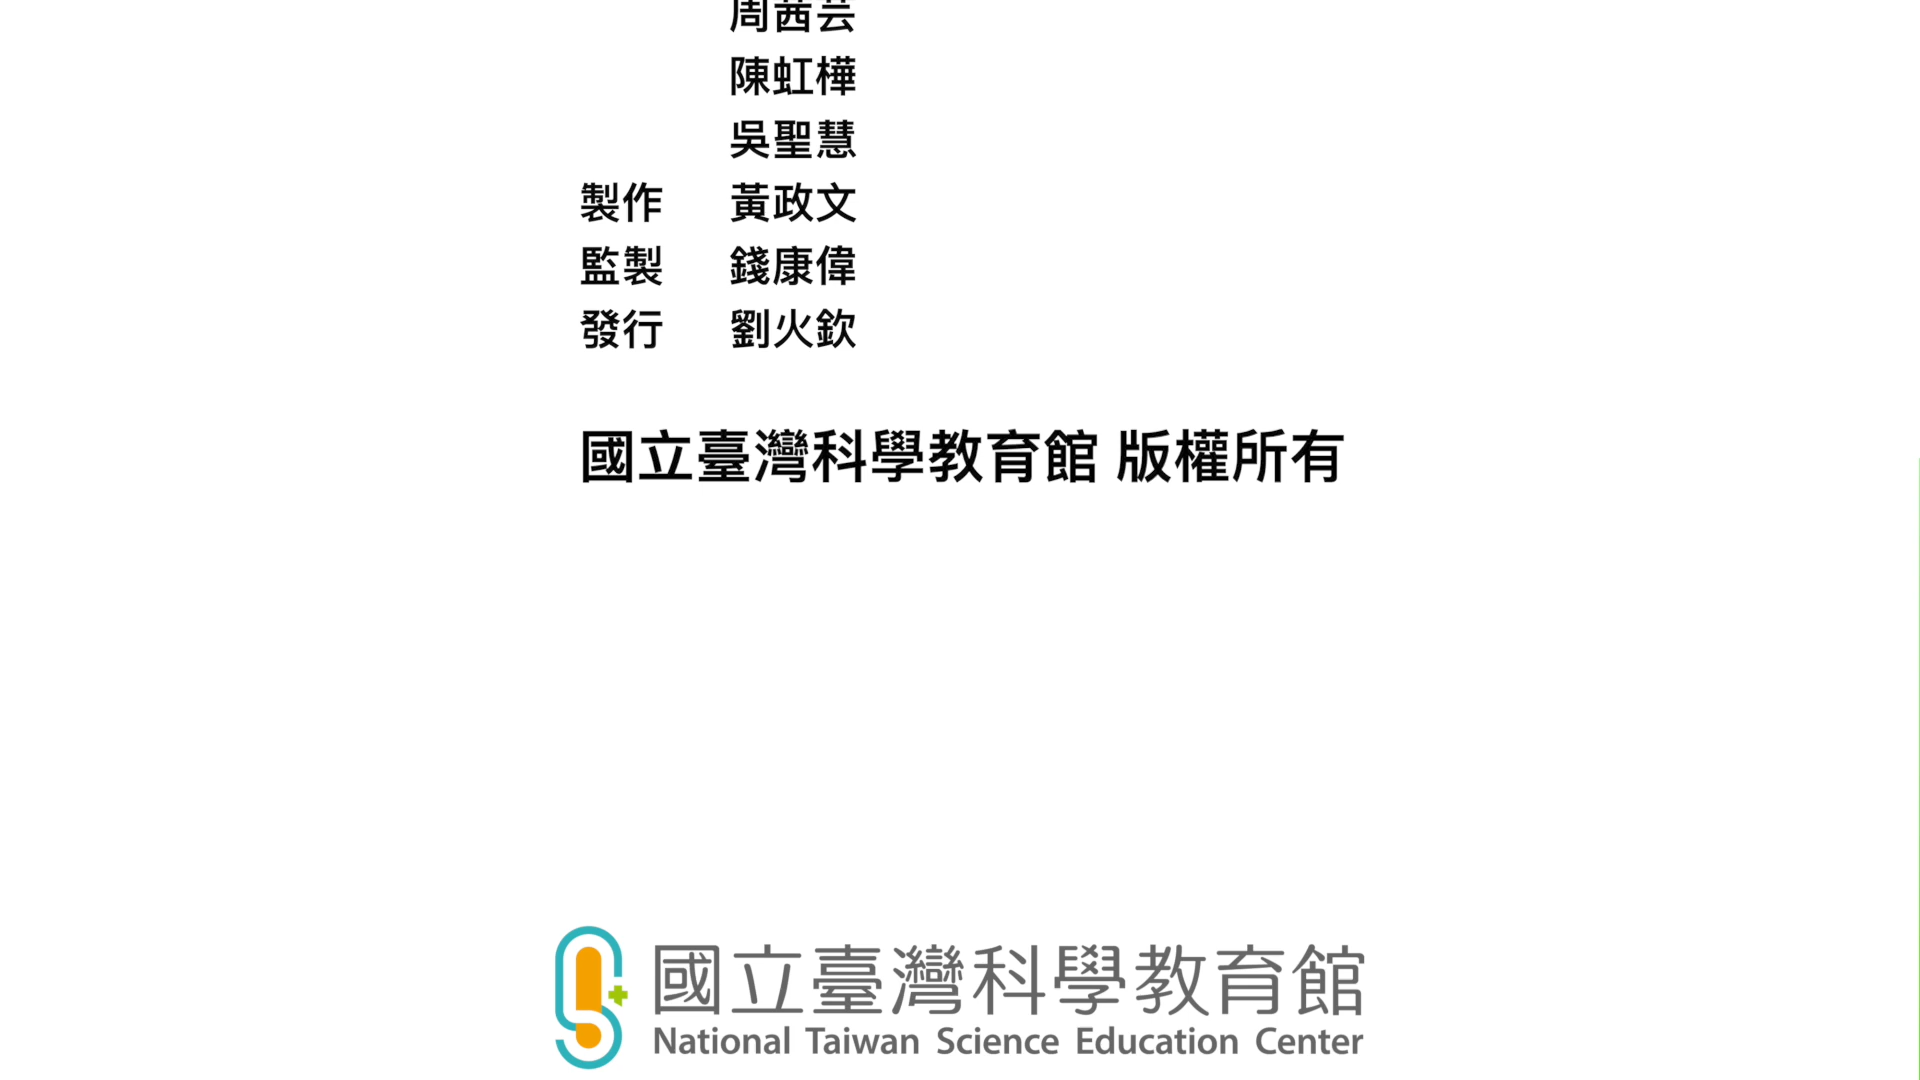 周茜芸
陳虹樺
吳聖慧
製作 黃政文
監製 錢康偉
發行 劉火欽
國立臺灣科學教育館 版權所有
國立臺灣科學教育館
National Taiwan Science Education Center